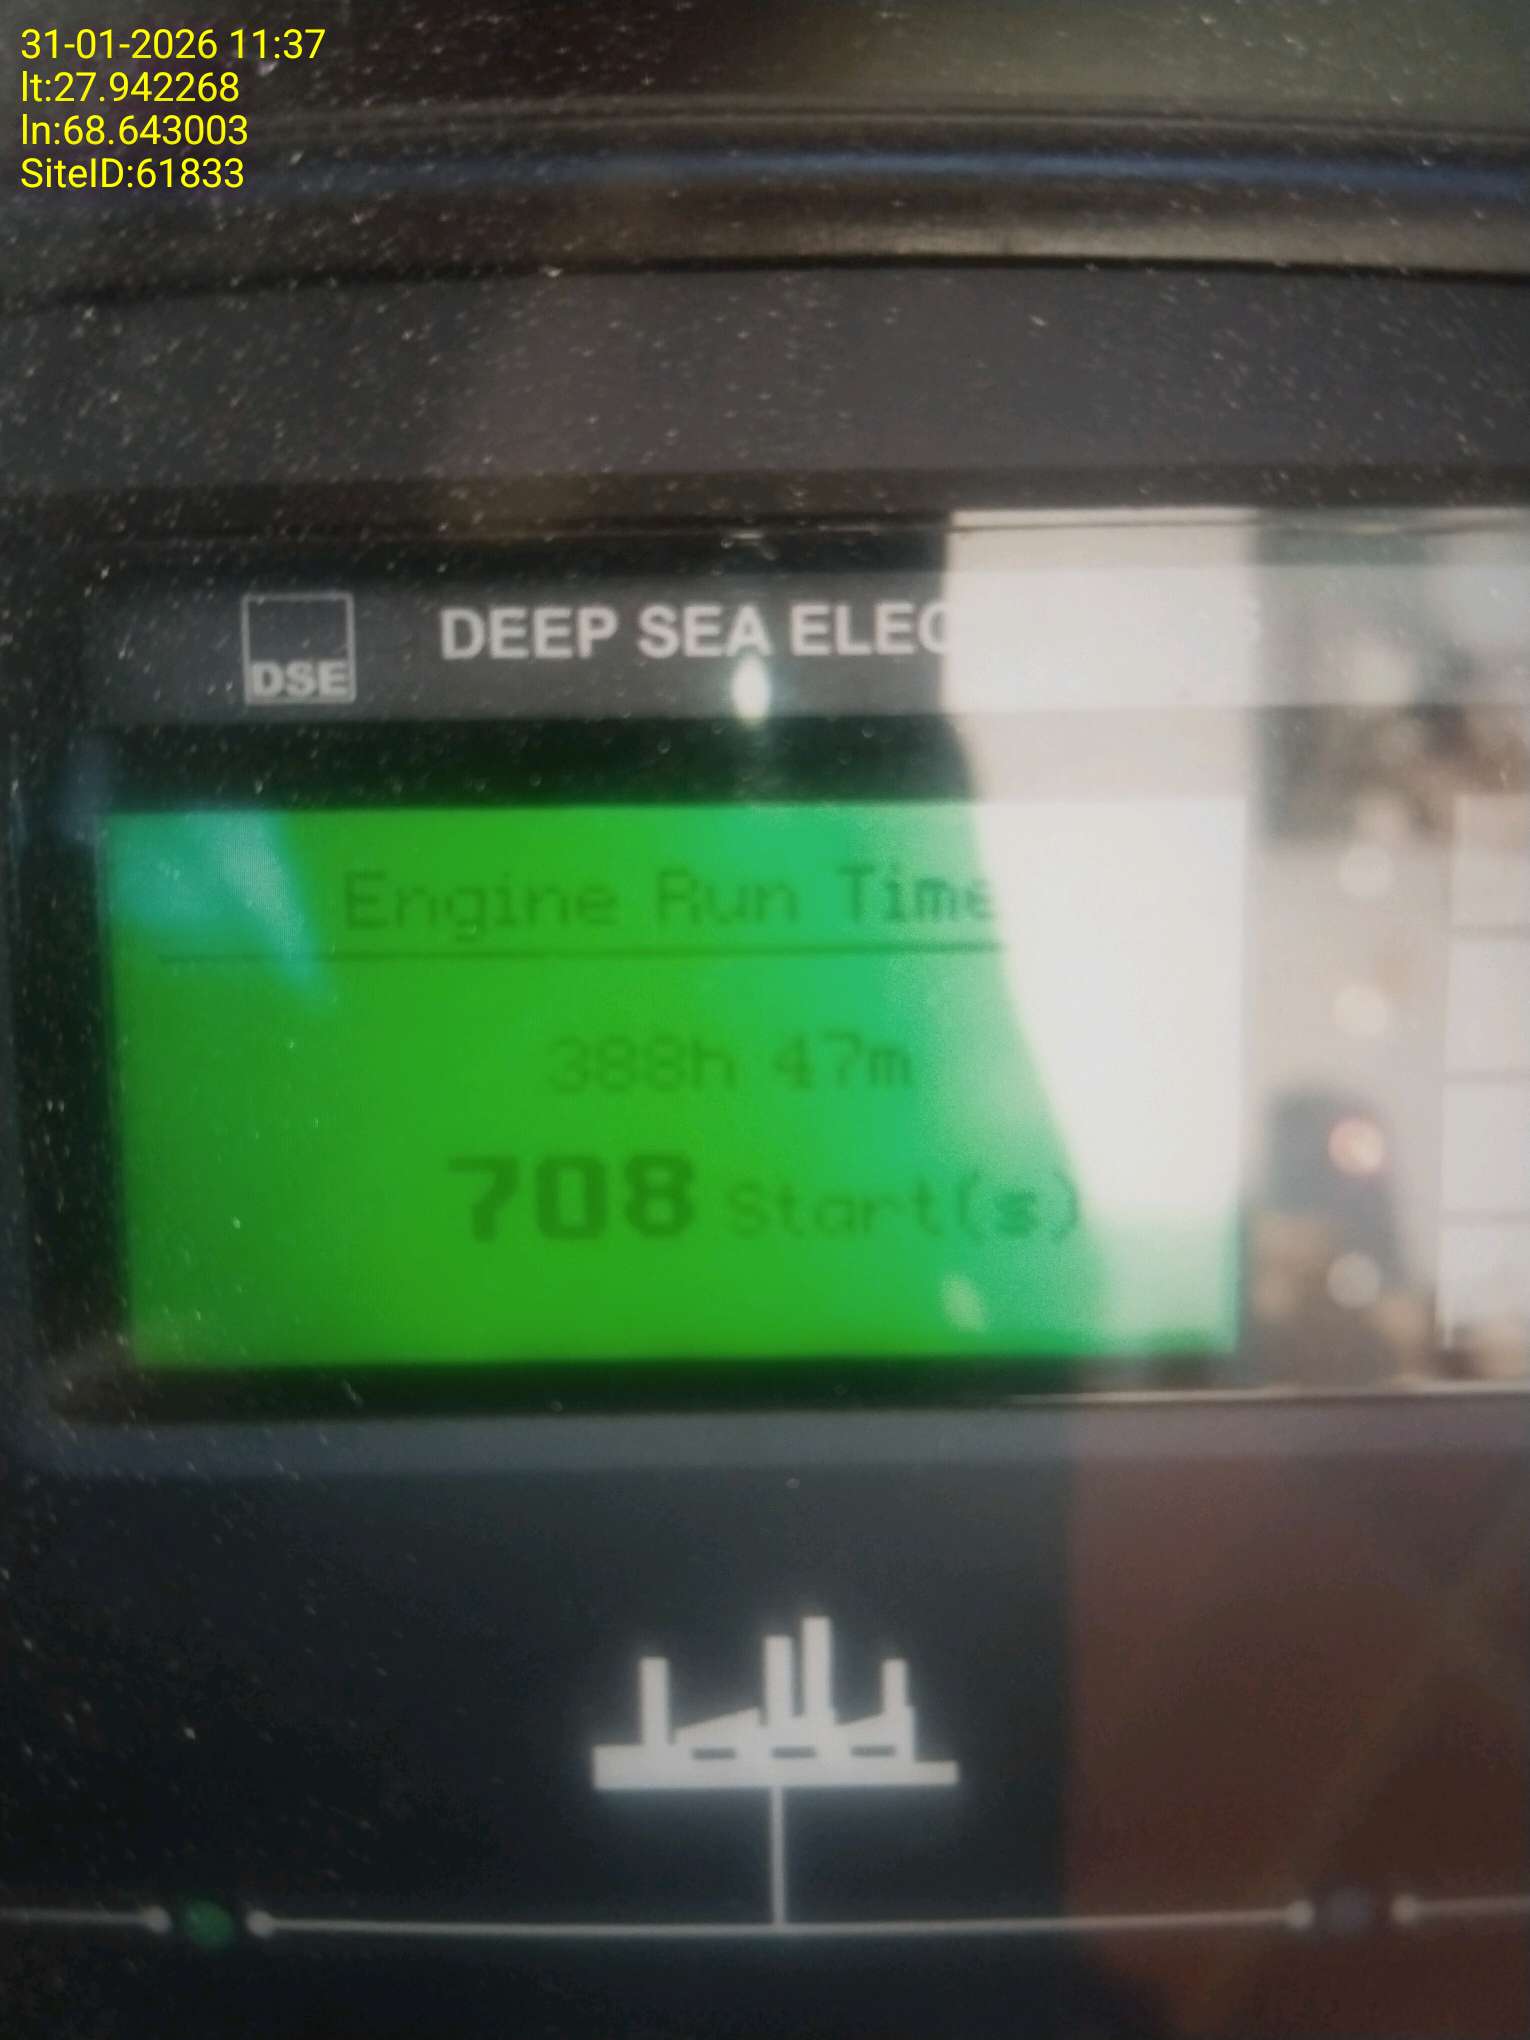 31-01-2026 11:37
lt:27.942268
ln:68.643003
SiteID:61833
DSE DEEP SEA
Engine Run Time
388h 47m
708 Start(s)